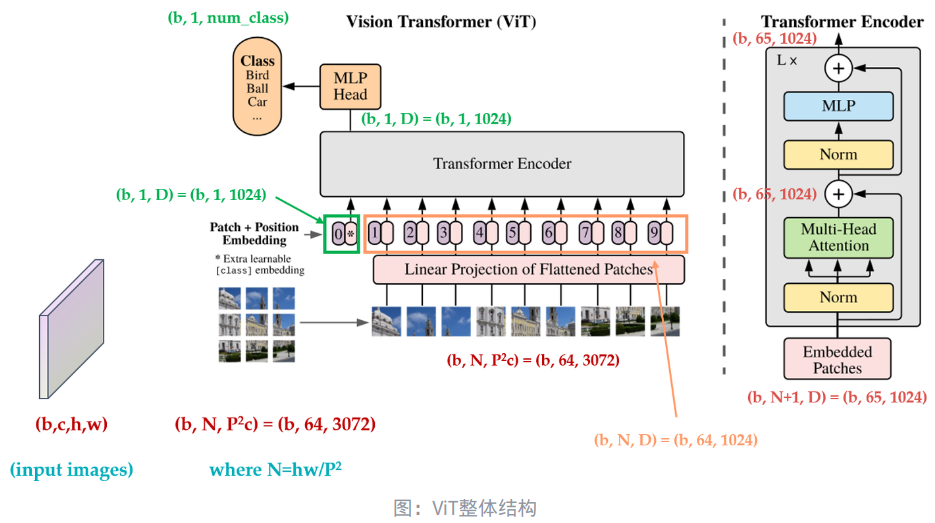 (b, 1, num_class)
Vision Transformer (ViT)
Class
Bird
Ball
Car
...
MLP
Head
(b, 1, D) = (b, 1, 1024)
Transformer Encoder
(b, 1, D) = (b, 1, 1024)
Patch + Position
Embedding
* Extra learnable
[class] embedding
0 * 1 2 3 4 5 6 7 8 9
Linear Projection of Flattened Patches
(b, N, P²c) = (b, 64, 3072)
(b,c,h,w)
(b, N, P²c) = (b, 64, 3072)
(b, N, D) = (b, 64, 1024)
(input images)
where N=hw/P²
Transformer Encoder
(b, 65, 1024)
L ×
+
MLP
Norm
(b, 65, 1024)
+
Multi-Head
Attention
Norm
Embedded
Patches
(b, N+1, D) = (b, 65, 1024)
图：ViT整体结构